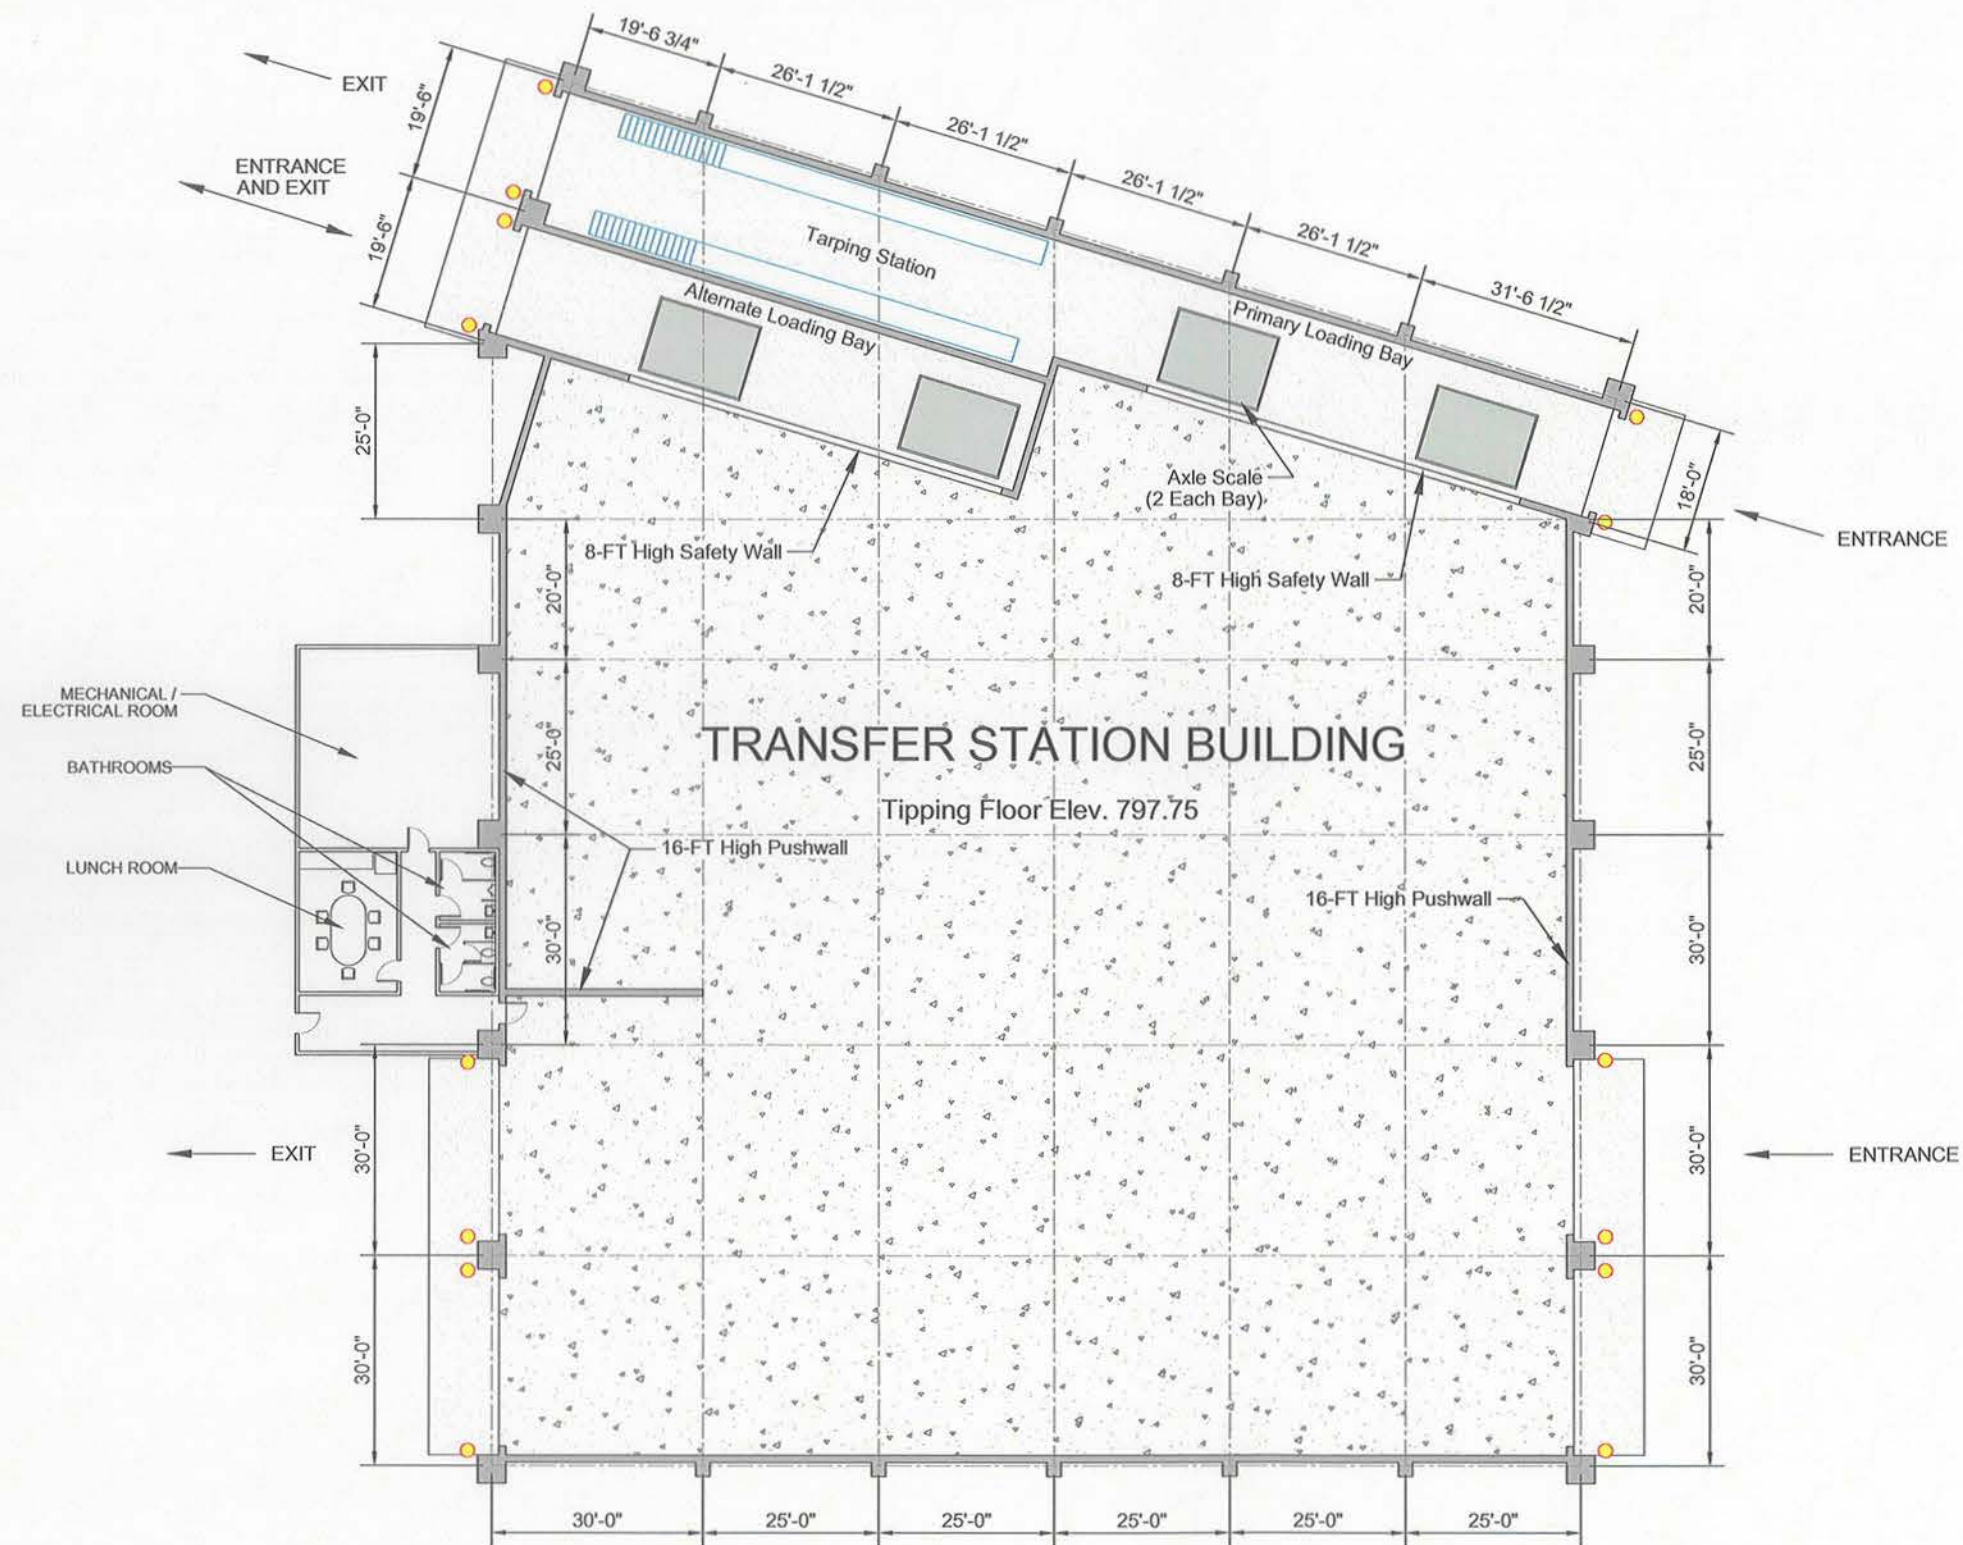 19'-6 3/4"
26'-1 1/2"
26'-1 1/2"
26'-1 1/2"
26'-1 1/2"
31'-6 1/2"
EXIT
19'-6"
ENTRANCE
AND EXIT
19'-6"
Tarping Station
Alternate Loading Bay
Primary Loading Bay
25'-0"
Axle Scale
(2 Each Bay)
18'-0"
ENTRANCE
8-FT High Safety Wall
8-FT High Safety Wall
20'-0"
20'-0"
MECHANICAL /
ELECTRICAL ROOM
TRANSFER STATION BUILDING
25'-0"
25'-0"
BATHROOMS
Tipping Floor Elev. 797.75
16-FT High Pushwall
LUNCH ROOM
16-FT High Pushwall
30'-0"
30'-0"
EXIT
30'-0"
30'-0"
ENTRANCE
30'-0"
30'-0"
30'-0"
25'-0"
25'-0"
25'-0"
25'-0"
25'-0"